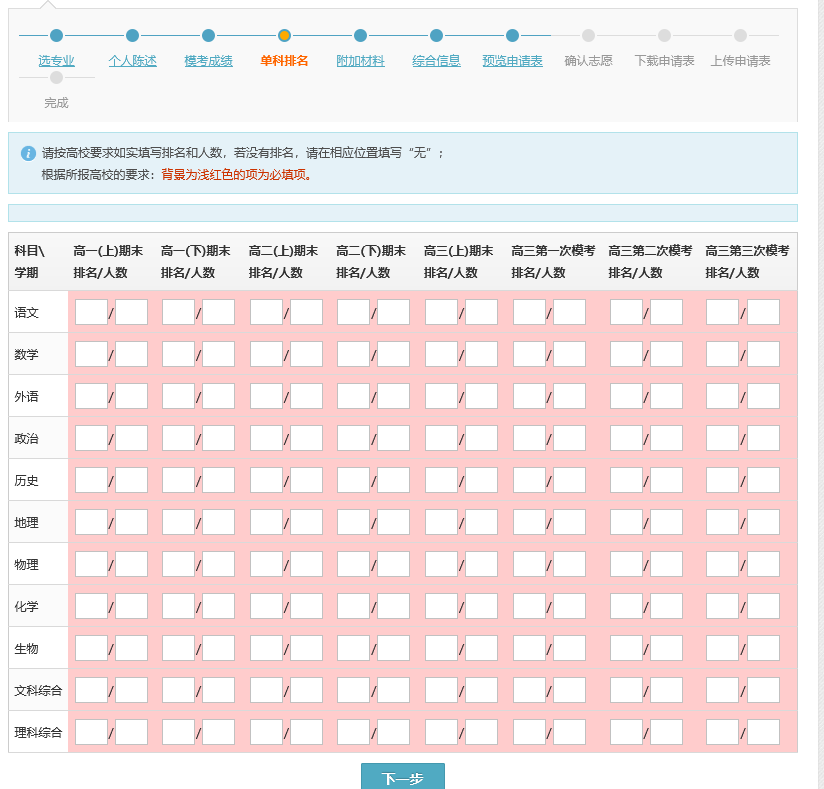 选专业 个人陈述 模考成绩 单科排名 附加材料 综合信息 预览申请表 确认志愿 下载申请表 上传申请表
完成
请按高校要求如实填写排名和人数，若没有排名，请在相应位置填写“无”；
根据所报高校的要求：背景为浅红色的项为必填项。
科目\ 高一(上)期末 高一(下)期末 高二(上)期末 高二(下)期末 高三(上)期末 高三第一次模考 高三第二次模考 高三第三次模考
学期 排名/人数 排名/人数 排名/人数 排名/人数 排名/人数 排名/人数 排名/人数 排名/人数
语文 / / / / / / / /
数学 / / / / / / / /
外语 / / / / / / / /
政治 / / / / / / / /
历史 / / / / / / / /
地理 / / / / / / / /
物理 / / / / / / / /
化学 / / / / / / / /
生物 / / / / / / / /
文科综合 / / / / / / / /
理科综合 / / / / / / / /
下一步